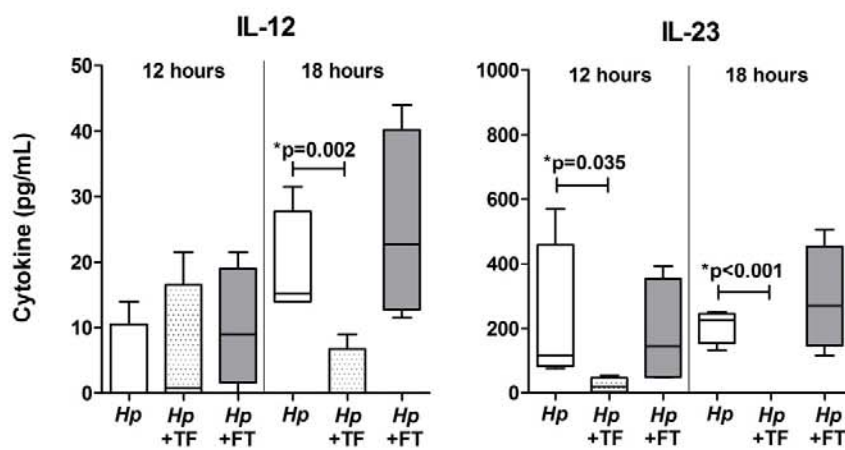 IL-12
IL-23
Cytokine (pg/mL)
50
40
30
20
10
0
12 hours
18 hours
*p=0.002
Hp
Hp
+TF
Hp
+FT
Hp
Hp
+TF
Hp
+FT
1000
800
600
400
200
0
12 hours
18 hours
*p=0.035
*p<0.001
Hp
Hp
+TF
Hp
+FT
Hp
Hp
+TF
Hp
+FT